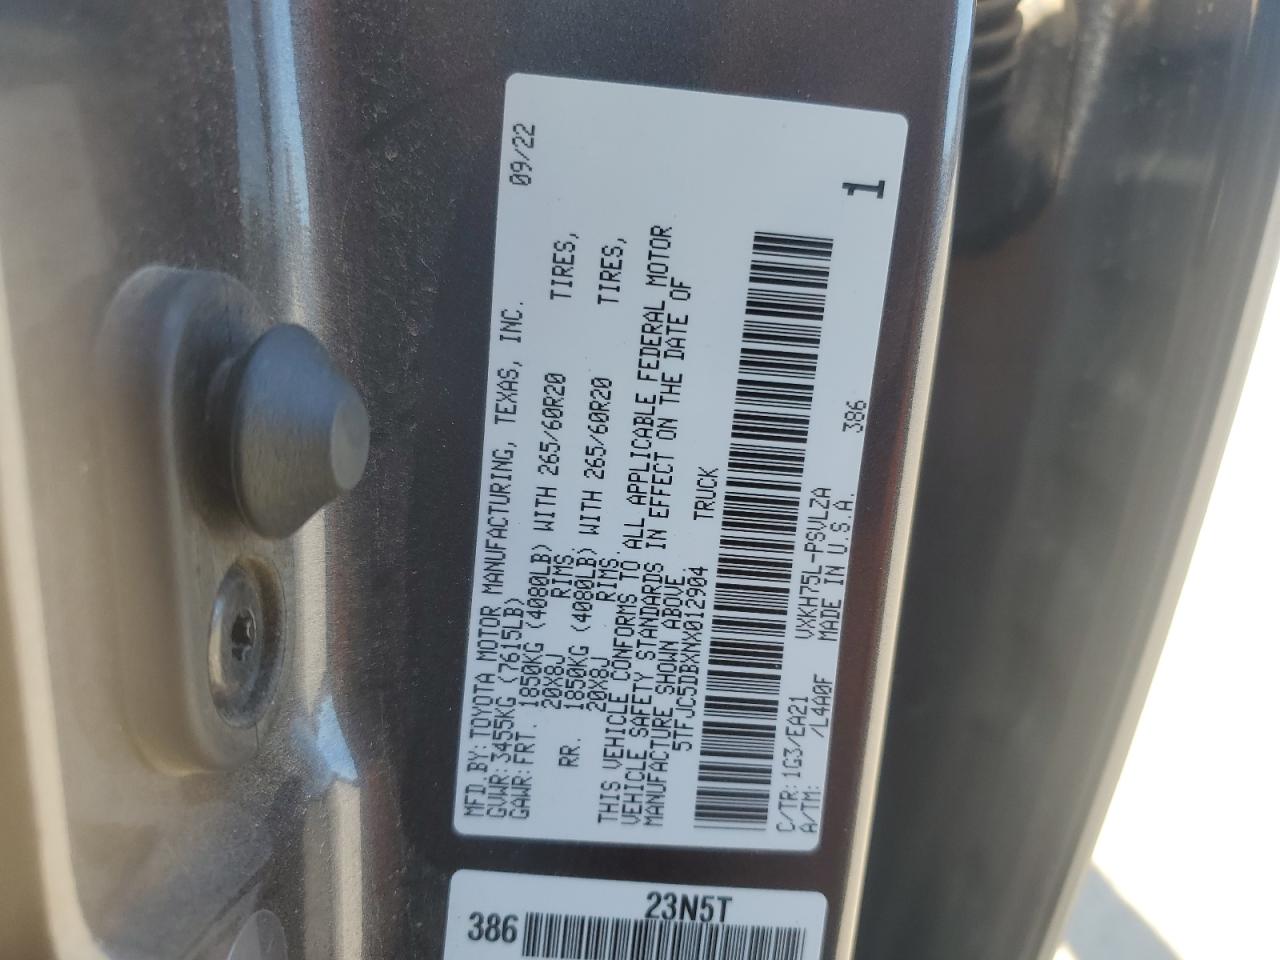 09/22
MFD.BY:TOYOTA MOTOR MANUFACTURING, TEXAS, INC.
GVWR:3455KG (7615LB)
GAWR:FRT. 1850KG (4080LB) WITH 265/60R20 TIRES,
20X8J RIMS.
RR. 1850KG (4080LB) WITH 265/60R20 TIRES,
20X8J RIMS.
THIS VEHICLE CONFORMS TO ALL APPLICABLE FEDERAL MOTOR
VEHICLE SAFETY STANDARDS IN EFFECT ON THE DATE OF
MANUFACTURE SHOWN ABOVE.
5TFJC5DBXNX012904 TRUCK
C/TR:1G3/EA21 VXKH75L-PSVLZA 386
A/TM: /L4A0F MADE IN U.S.A. 1
23N5T
386